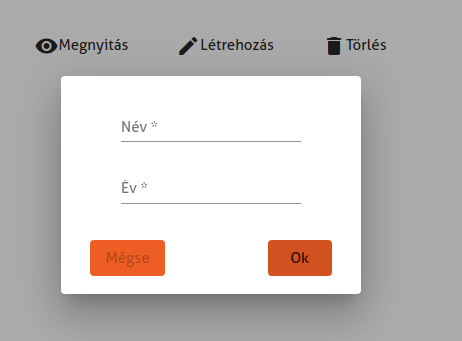 Megnyitás Létrehozás Törlés
Név *
Év *
Mégse Ok